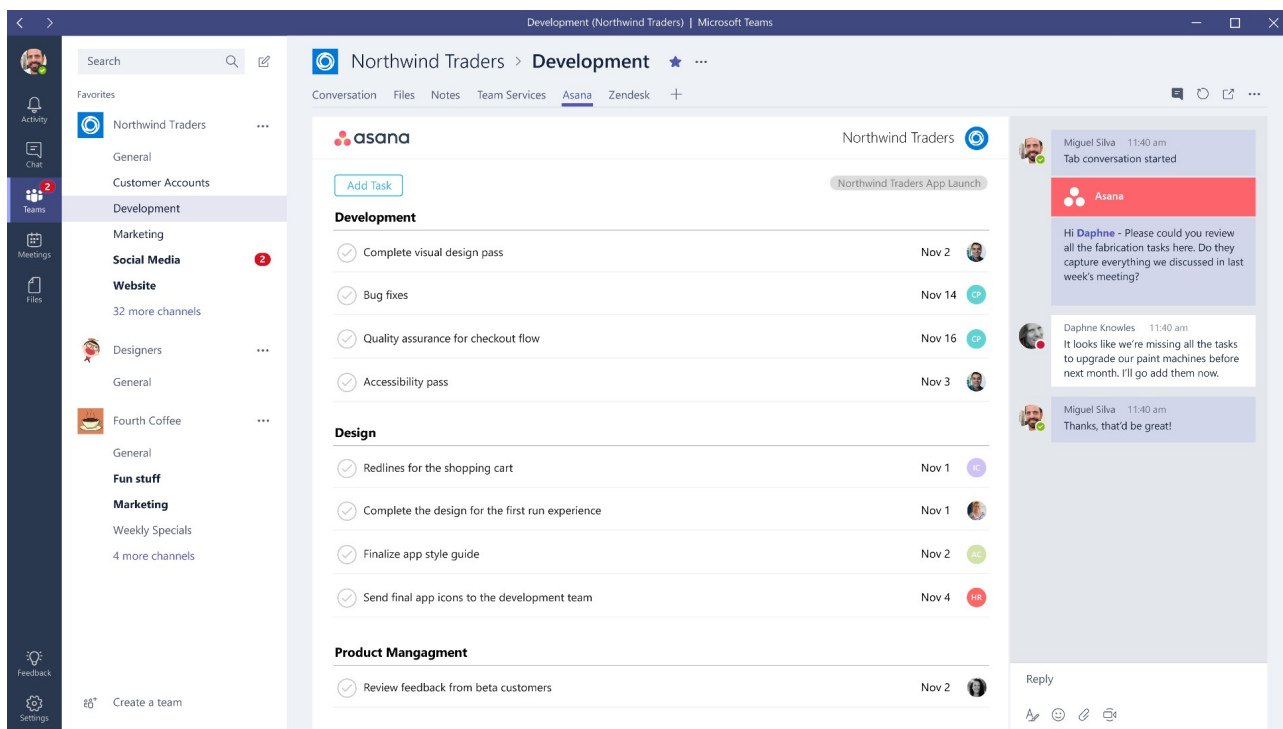 Development (Northwind Traders) | Microsoft Teams
Activity
Chat
2
Teams
Meetings
Files
Feedback
Settings
Search
Favorites
Northwind Traders
General
Customer Accounts
Development
Marketing
Social Media 2
Website
32 more channels
Designers
General
Fourth Coffee
General
Fun stuff
Marketing
Weekly Specials
4 more channels
Create a team
Northwind Traders > Development
Conversation Files Notes Team Services Asana Zendesk
asana
Northwind Traders
Add Task
Northwind Traders App Launch
Development
Complete visual design pass Nov 2
Bug fixes Nov 14 CP
Quality assurance for checkout flow Nov 16 CP
Accessibility pass Nov 3
Design
Redlines for the shopping cart Nov 1 IC
Complete the design for the first run experience Nov 1
Finalize app style guide Nov 2 AC
Send final app icons to the development team Nov 4 HR
Product Mangagment
Review feedback from beta customers Nov 2
Miguel Silva 11:40 am
Tab conversation started
Asana
Hi Daphne - Please could you review
all the fabrication tasks here. Do they
capture everything we discussed in last
week's meeting?
Daphne Knowles 11:40 am
It looks like we're missing all the tasks
to upgrade our paint machines before
next month. I'll go add them now.
Miguel Silva 11:40 am
Thanks, that'd be great!
Reply